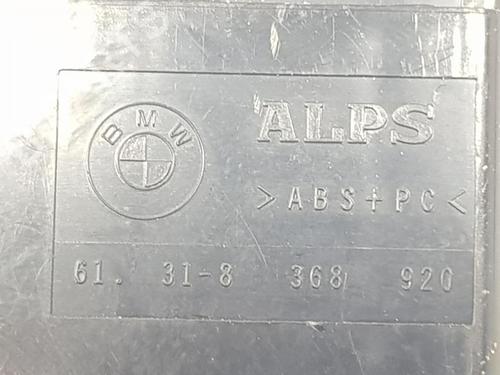 BMW
ALPS
>ABS+PC<
61. 31-8 368 920